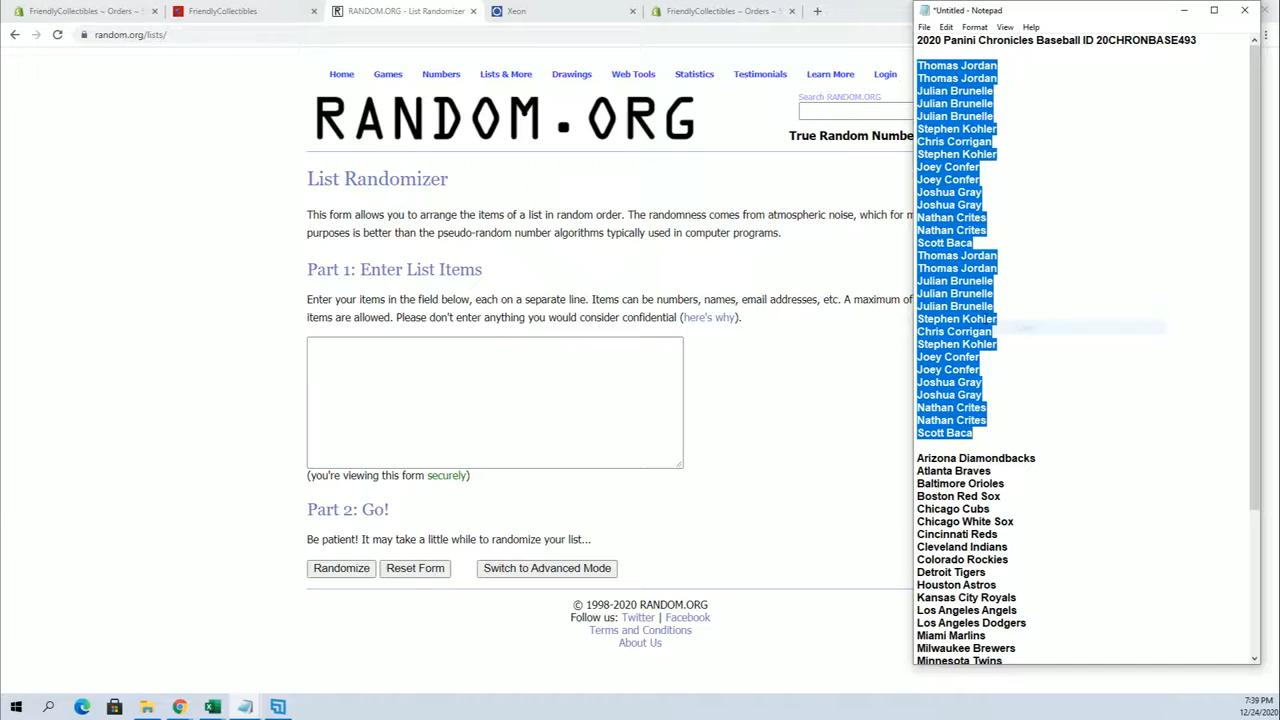 FriendlyCollectibles ~ Orders ~
FriendlyCollectibles
RANDOM.ORG - List Randomizer
Xeon
FriendlyCollectibles ~ Orders ~
random.org/lists/
Home Games Numbers Lists & More Drawings Web Tools Statistics Testimonials Learn More Login
Search RANDOM.ORG
RANDOM.ORG
True Random Numbe
List Randomizer
This form allows you to arrange the items of a list in random order. The randomness comes from atmospheric noise, which for m
purposes is better than the pseudo-random number algorithms typically used in computer programs.
Part 1: Enter List Items
Enter your items in the field below, each on a separate line. Items can be numbers, names, email addresses, etc. A maximum of
items are allowed. Please don't enter anything you would consider confidential (here's why).
(you're viewing this form securely)
Part 2: Go!
Be patient! It may take a little while to randomize your list...
Randomize Reset Form Switch to Advanced Mode
© 1998-2020 RANDOM.ORG
Follow us: Twitter | Facebook
Terms and Conditions
About Us
*Untitled - Notepad
File Edit Format View Help
2020 Panini Chronicles Baseball ID 20CHRONBASE493
Thomas Jordan
Thomas Jordan
Julian Brunelle
Julian Brunelle
Julian Brunelle
Stephen Kohler
Chris Corrigan
Stephen Kohler
Joey Confer
Joey Confer
Joshua Gray
Joshua Gray
Nathan Crites
Nathan Crites
Scott Baca
Thomas Jordan
Thomas Jordan
Julian Brunelle
Julian Brunelle
Julian Brunelle
Stephen Kohler
Chris Corrigan
Stephen Kohler
Joey Confer
Joey Confer
Joshua Gray
Joshua Gray
Nathan Crites
Nathan Crites
Scott Baca
Arizona Diamondbacks
Atlanta Braves
Baltimore Orioles
Boston Red Sox
Chicago Cubs
Chicago White Sox
Cincinnati Reds
Cleveland Indians
Colorado Rockies
Detroit Tigers
Houston Astros
Kansas City Royals
Los Angeles Angels
Los Angeles Dodgers
Miami Marlins
Milwaukee Brewers
Minnesota Twins
7:39 PM
12/24/2020